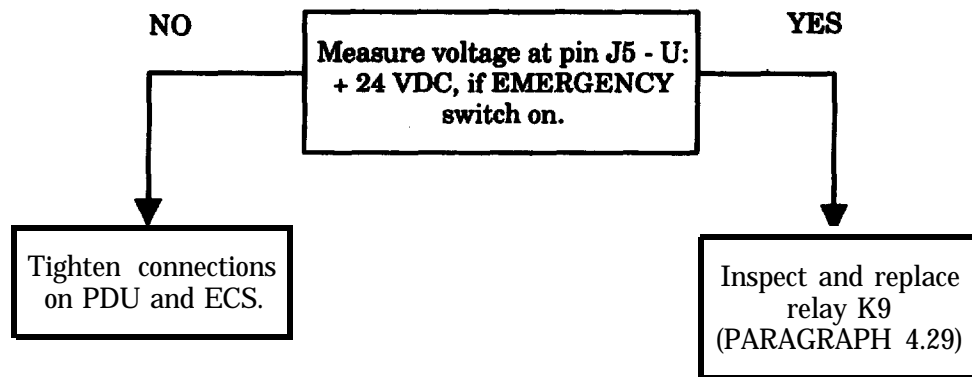 NO
YES
Measure voltage at pin J5 - U:
+ 24 VDC, if EMERGENCY
switch on.
Tighten connections
on PDU and ECS.
Inspect and replace
relay K9
(PARAGRAPH 4.29)